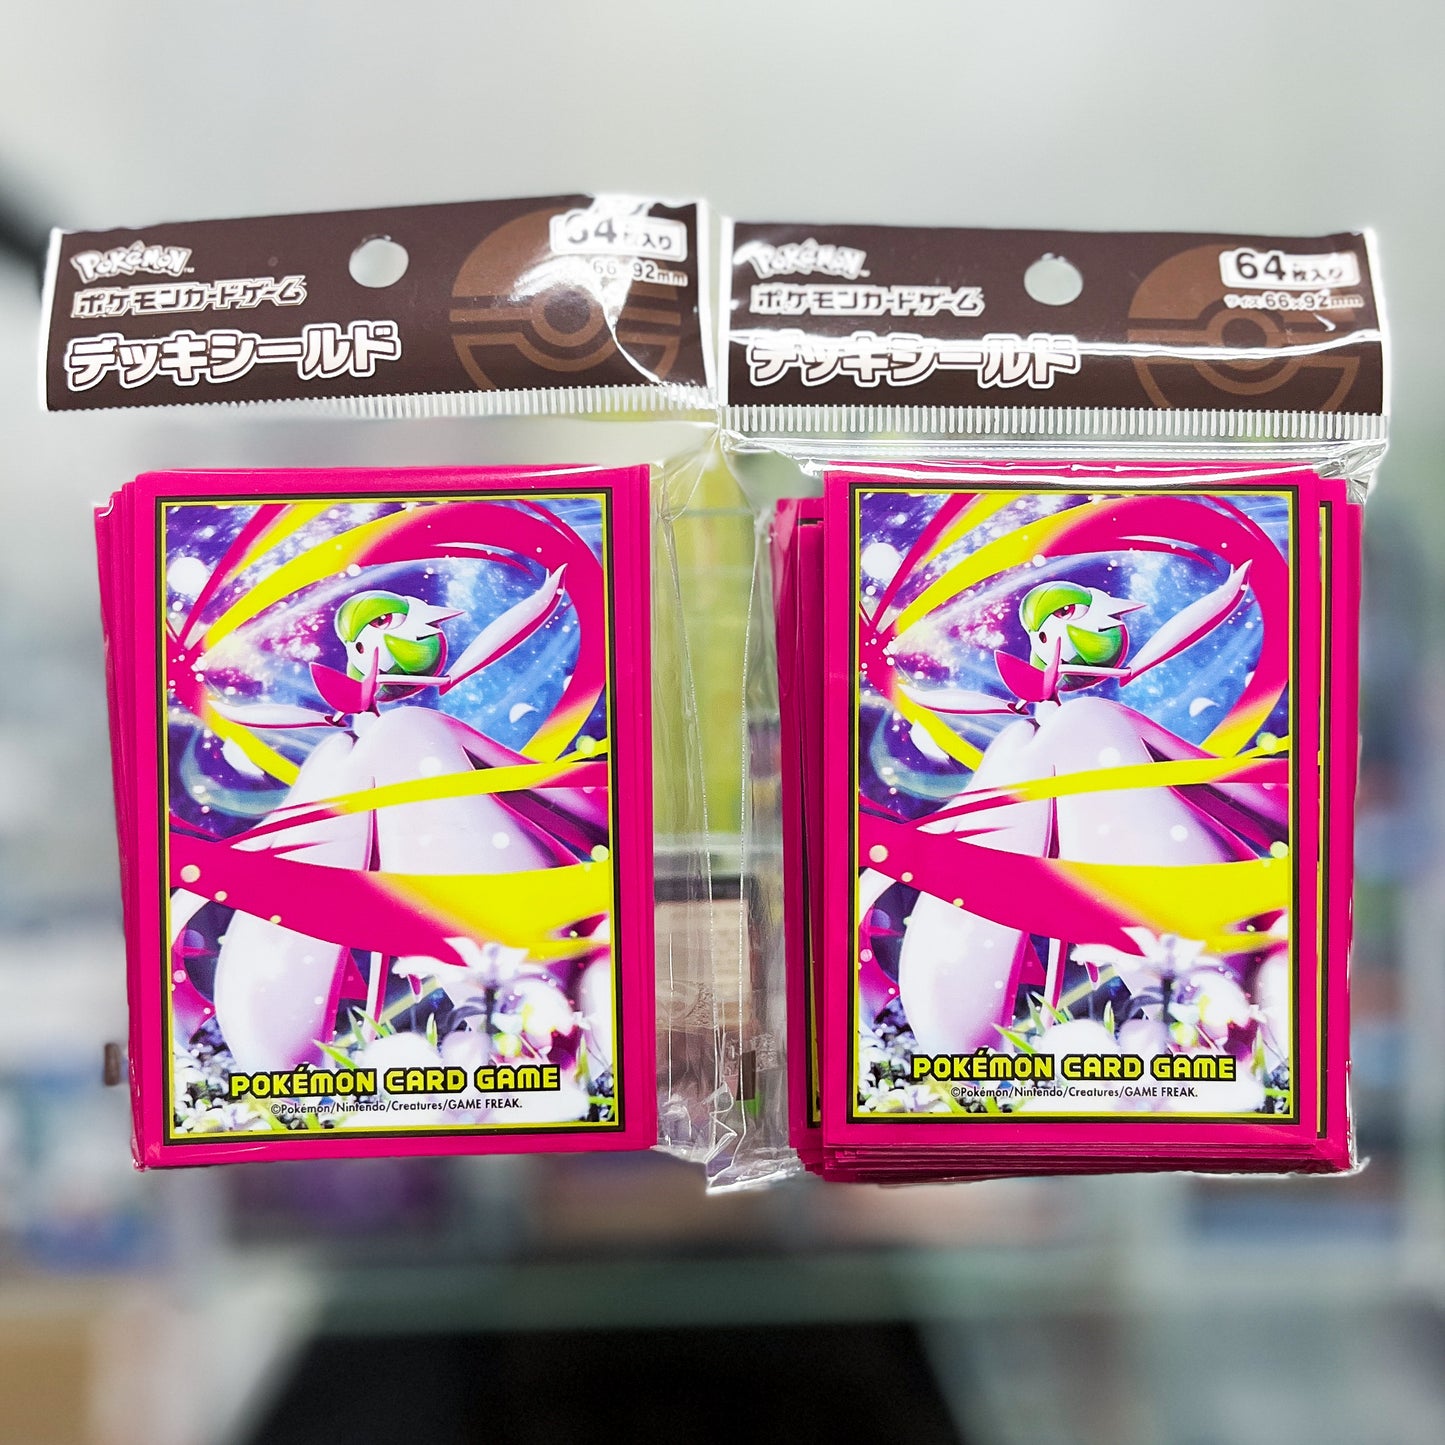 POKÉMON™
ポケモンカードゲーム
デッキシールド
64枚入り
66×92mm
POKÉMON CARD GAME
©Pokémon/Nintendo/Creatures/GAME FREAK.
POKÉMON™
ポケモンカードゲーム
デッキシールド
64枚入り
サイズ 66×92mm
POKÉMON CARD GAME
©Pokémon/Nintendo/Creatures/GAME FREAK.